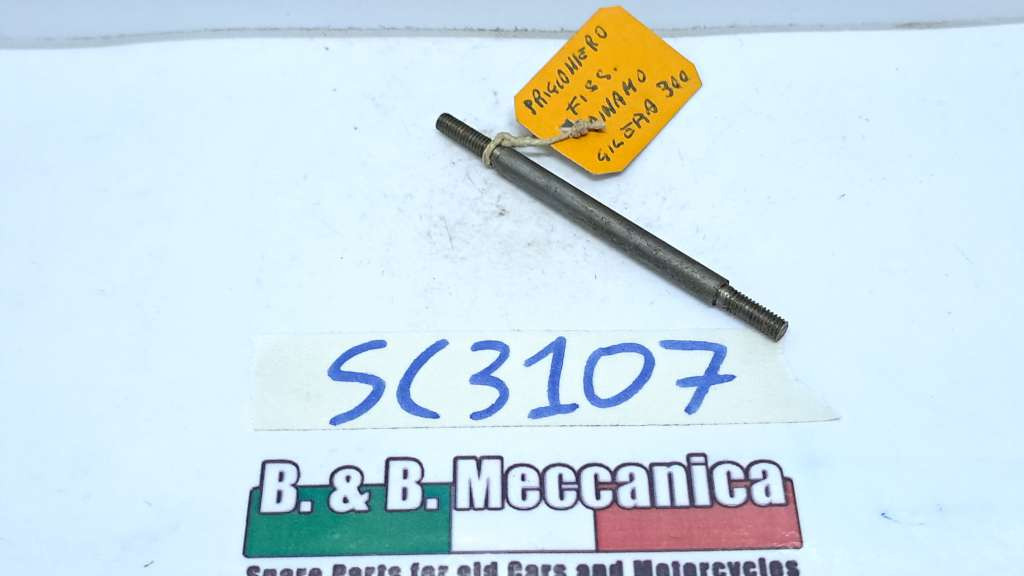 PRIGIONIERO
FISS.
DINAMO
GILERA 300
SC3107
B. & B. Meccanica
Spare Parts for old Cars and Motorcycles